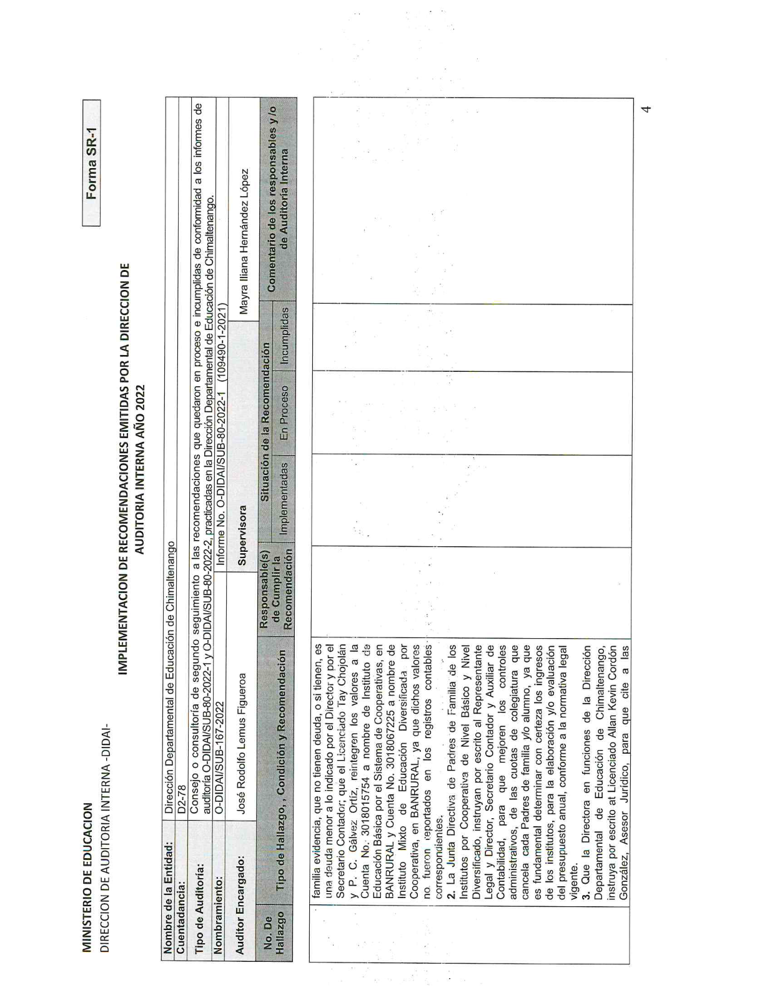 MINISTERIO DE EDUCACION
DIRECCION DE AUDITORIA INTERNA -DIDAI-
Forma SR-1
IMPLEMENTACION DE RECOMENDACIONES EMITIDAS POR LA DIRECCION DE
AUDITORIA INTERNA AÑO 2022
Nombre de la Entidad: Dirección Departamental de Educación de Chimaltenango
Cuentadancia: D2-78
Tipo de Auditoría: Consejo o consultoría de segundo seguimiento a las recomendaciones que quedaron en proceso e incumplidas de conformidad a los informes de
auditoría O-DIDAI/SUB-80-2022-1 y O-DIDAI/SUB-80-2022-2, practicadas en la Dirección Departamental de Educación de Chimaltenango.
Nombramiento: O-DIDAI/SUB-167-2022 Informe No. O-DIDAI/SUB-80-2022-1 (109490-1-2021)
Auditor Encargado: José Rodolfo Lemus Figueroa Supervisora Mayra Iliana Hernández López
No. De
Hallazgo
Tipo de Hallazgo, , Condición y Recomendación
Responsable(s)
de Cumplir la
Recomendación
Situación de la Recomendación
Implementadas En Proceso Incumplidas
Comentario de los responsables y /o
de Auditoría Interna
familia evidencia, que no tienen deuda, o si tienen, es
una deuda menor a lo indicado por el Director y por el
Secretario Contador; que el Licenciado Tay Chojolán
y P. C. Gálvez Ortíz, reintegren los valores a la
Cuenta No. 3018015754 a nombre de Instituto de
Educación Básica por el Sistema de Cooperativas, en
BANRURAL y Cuenta No. 3018067225 a nombre de
Instituto Mixto de Educación Diversificada por
Cooperativa, en BANRURAL, ya que dichos valores
no fueron reportados en los registros contables
correspondientes.
2. La Junta Directiva de Padres de Familia de los
Institutos por Cooperativa de Nivel Básico y Nivel
Diversificado, instruyan por escrito al Representante
Legal y Director, Secretario Contador y Auxiliar de
Contabilidad, para que mejoren los controles
administrativos, de las cuotas de colegiatura que
cancela cada Padres de familia y/o alumno, ya que
es fundamental determinar con certeza los ingresos
de los institutos, para la elaboración y/o evaluación
del presupuesto anual, conforme a la normativa legal
vigente.
3. Que la Directora en funciones de la Dirección
Departamental de Educación de Chimaltenango,
instruya por escrito at Licenciado Allan Kevin Cordón
González, Asesor Jurídico, para que cite a las
4